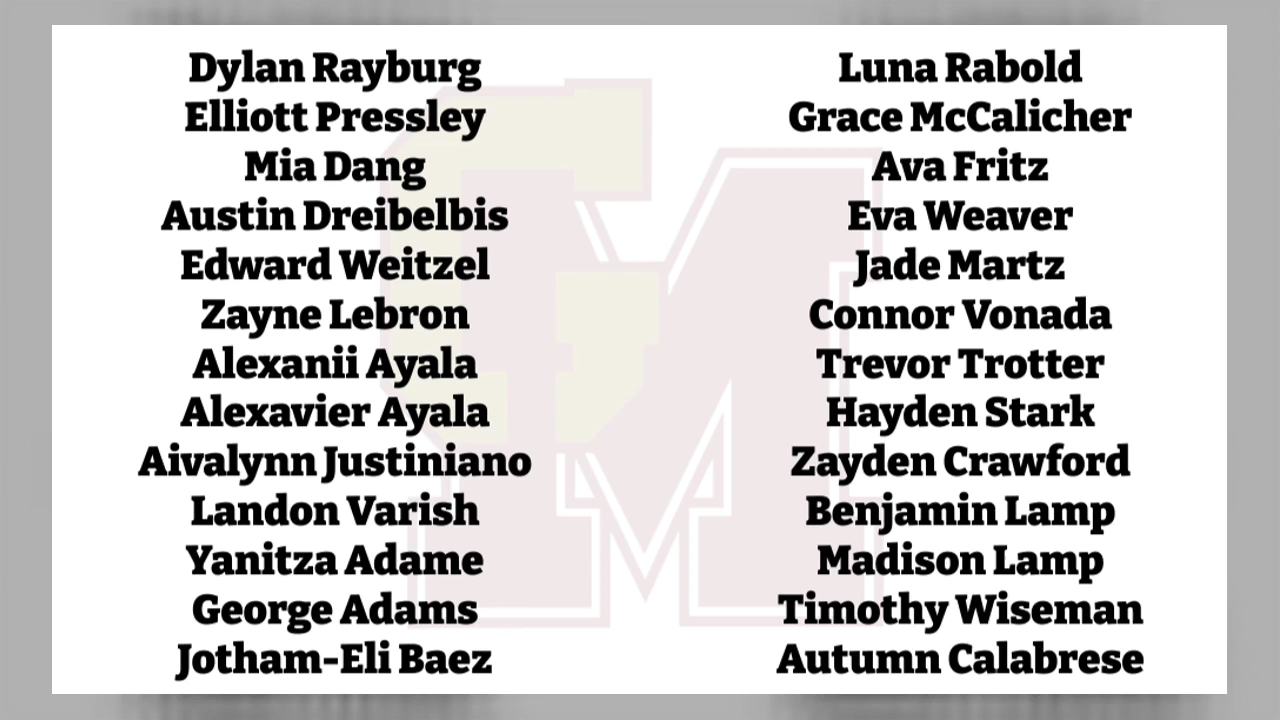 Dylan Rayburg
Elliott Pressley
Mia Dang
Austin Dreibelbis
Edward Weitzel
Zayne Lebron
Alexanii Ayala
Alexavier Ayala
Aivalynn Justiniano
Landon Varish
Yanitza Adame
George Adams
Jotham-Eli Baez
Luna Rabold
Grace McCalicher
Ava Fritz
Eva Weaver
Jade Martz
Connor Vonada
Trevor Trotter
Hayden Stark
Zayden Crawford
Benjamin Lamp
Madison Lamp
Timothy Wiseman
Autumn Calabrese
GM